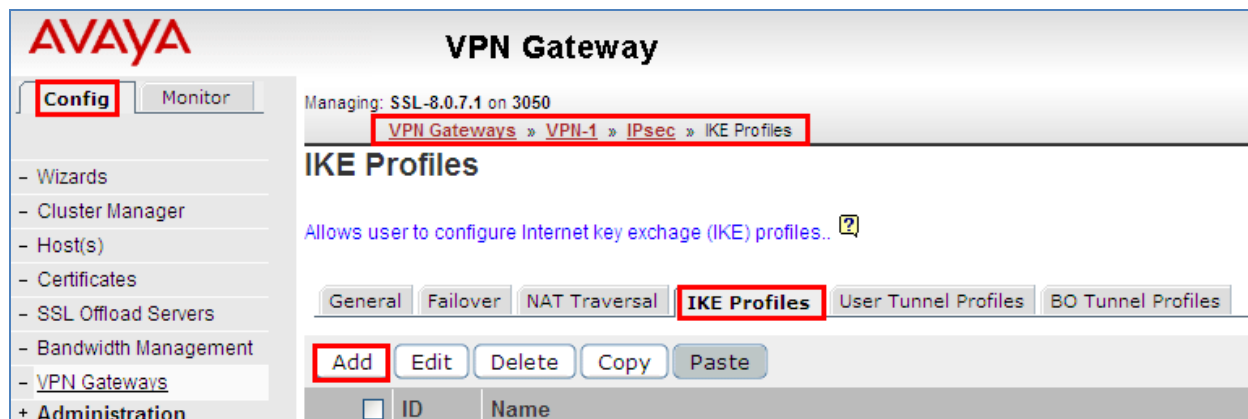 AVAYA
VPN Gateway
Config Monitor
Managing: SSL-8.0.7.1 on 3050
VPN Gateways » VPN-1 » IPsec » IKE Profiles
IKE Profiles
– Wizards
– Cluster Manager
– Host(s)
– Certificates
– SSL Offload Servers
– Bandwidth Management
– VPN Gateways
+ Administration
Allows user to configure Internet key exchage (IKE) profiles..
General Failover NAT Traversal IKE Profiles User Tunnel Profiles BO Tunnel Profiles
Add Edit Delete Copy Paste
ID Name